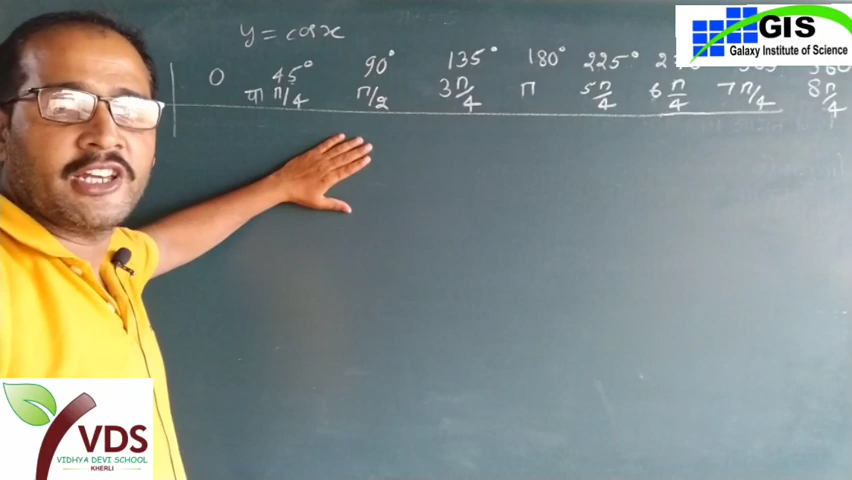 y = cosx
0 45° 90° 135° 180° 225°
या π/4 π/2 3π/4 π 5π/4 6π/4 7π/4 8π/4
GIS
Galaxy Institute of Science
VDS
VIDHYA DEVI SCHOOL
KHERLI